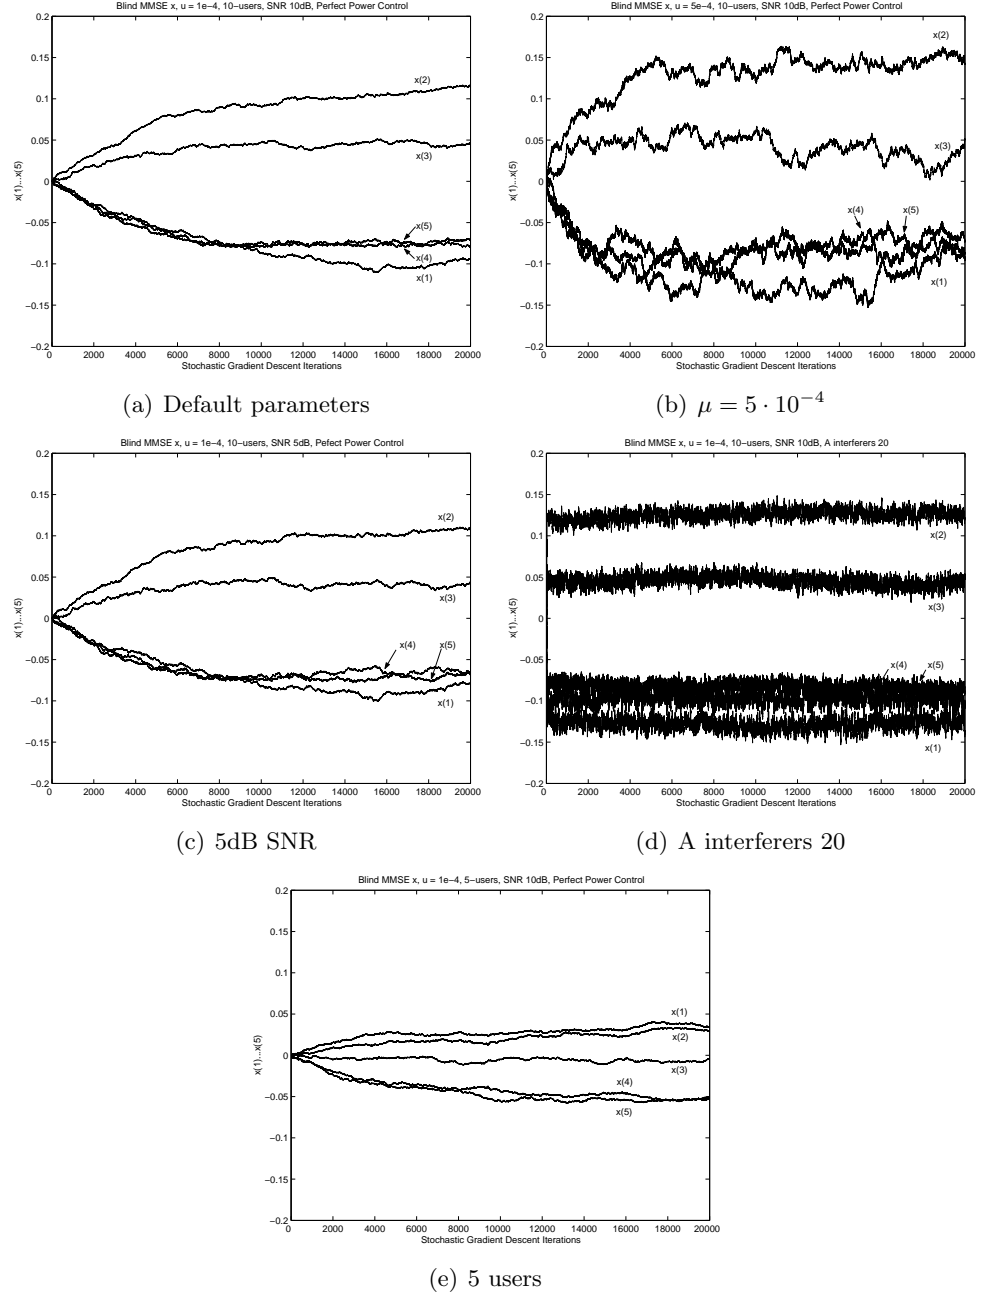 Blind MMSE x, u = 1e−4, 10−users, SNR 10dB, Perfect Power Control
0.2
0.15
0.1
0.05
0
−0.05
−0.1
−0.15
−0.2
x(1)...x(5)
x(2)
x(3)
x(5)
x(4)
x(1)
0 2000 4000 6000 8000 10000 12000 14000 16000 18000 20000
Stochastic Gradient Descent Iterations
(a) Default parameters
Blind MMSE x, u = 5e−4, 10−users, SNR 10dB, Perfect Power Control
0.2
0.15
0.1
0.05
0
−0.05
−0.1
−0.15
−0.2
x(1)...x(5)
x(2)
x(3)
x(4) x(5)
x(1)
0 2000 4000 6000 8000 10000 12000 14000 16000 18000 20000
Stochastic Gradient Descent Iterations
(b) μ = 5 · 10⁻⁴
Blind MMSE x, u = 1e−4, 10−users, SNR 5dB, Pefect Power Control
0.2
0.15
0.1
0.05
0
−0.05
−0.1
−0.15
−0.2
x(1)...x(5)
x(2)
x(3)
x(4) x(5)
x(1)
0 2000 4000 6000 8000 10000 12000 14000 16000 18000 20000
Stochastic Gradient Descent Iterations
(c) 5dB SNR
Blind MMSE x, u = 1e−4, 10−users, SNR 10dB, A interferers 20
0.2
0.15
0.1
0.05
0
−0.05
−0.1
−0.15
−0.2
x(1)...x(5)
x(2)
x(3)
x(4) x(5)
x(1)
0 2000 4000 6000 8000 10000 12000 14000 16000 18000 20000
Stochastic Gradient Descent Iterations
(d) A interferers 20
Blind MMSE x, u = 1e−4, 5−users, SNR 10dB, Perfect Power Control
0.2
0.15
0.1
0.05
0
−0.05
−0.1
−0.15
−0.2
x(1)...x(5)
x(1)
x(2)
x(3)
x(4)
x(5)
0 2000 4000 6000 8000 10000 12000 14000 16000 18000 20000
Stochastic Gradient Descent Iterations
(e) 5 users